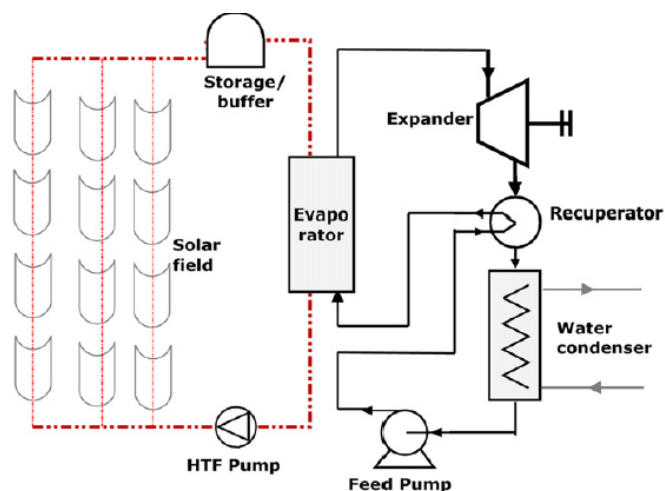 Storage/
buffer
Expander
Evapo
rator
Recuperator
Solar
field
Water
condenser
HTF Pump
Feed Pump